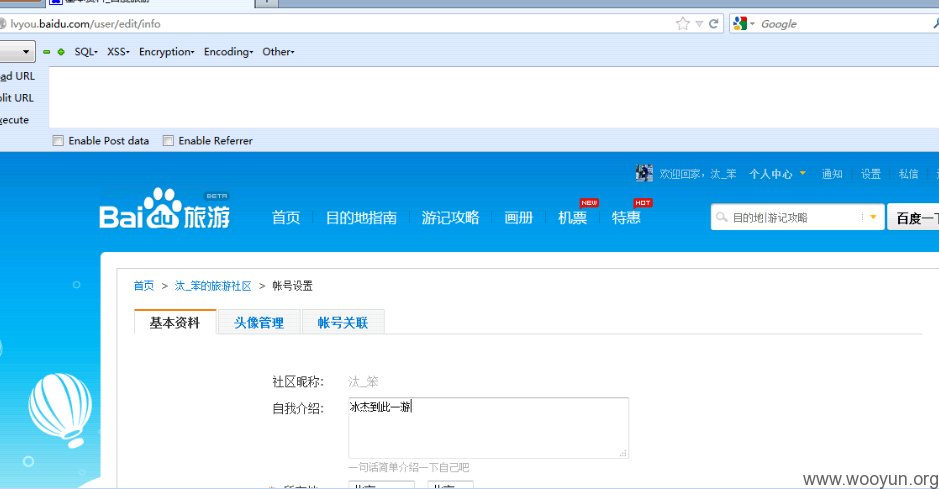 lvyou.baidu.com/user/edit/info
Google
SQL XSS Encryption Encoding Other
ad URL
plit URL
xecute
Enable Post data Enable Referrer
欢迎回家，汰_笨 个人中心 通知 设置 私信
Bai du 旅游 BETA
首页 目的地指南 游记攻略 画册 机票 NEW 特惠 HOT
目的地|游记攻略 百度一下
首页 > 汰_笨的旅游社区 > 帐号设置
基本资料 头像管理 帐号关联
社区昵称： 汰_笨
自我介绍： 冰杰到此一游
一句话简单介绍一下自己吧
www.wooyun.org